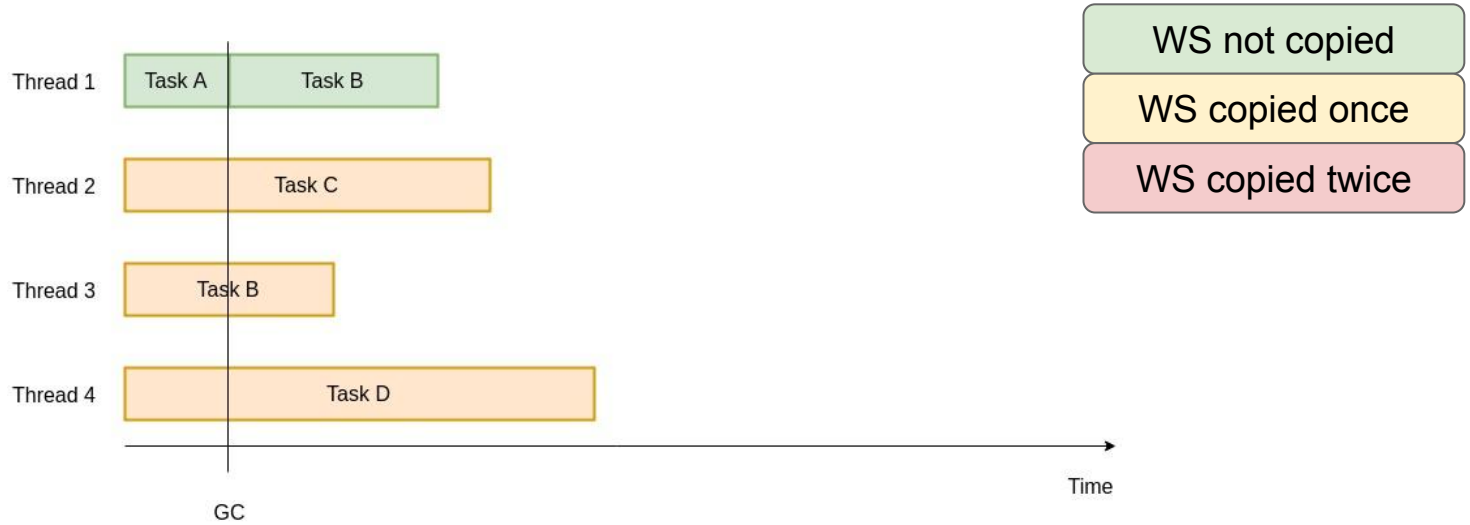 WS not copied
WS copied once
WS copied twice
Thread 1 Task A Task B
Thread 2 Task C
Thread 3 Task B
Thread 4 Task D
Time
GC